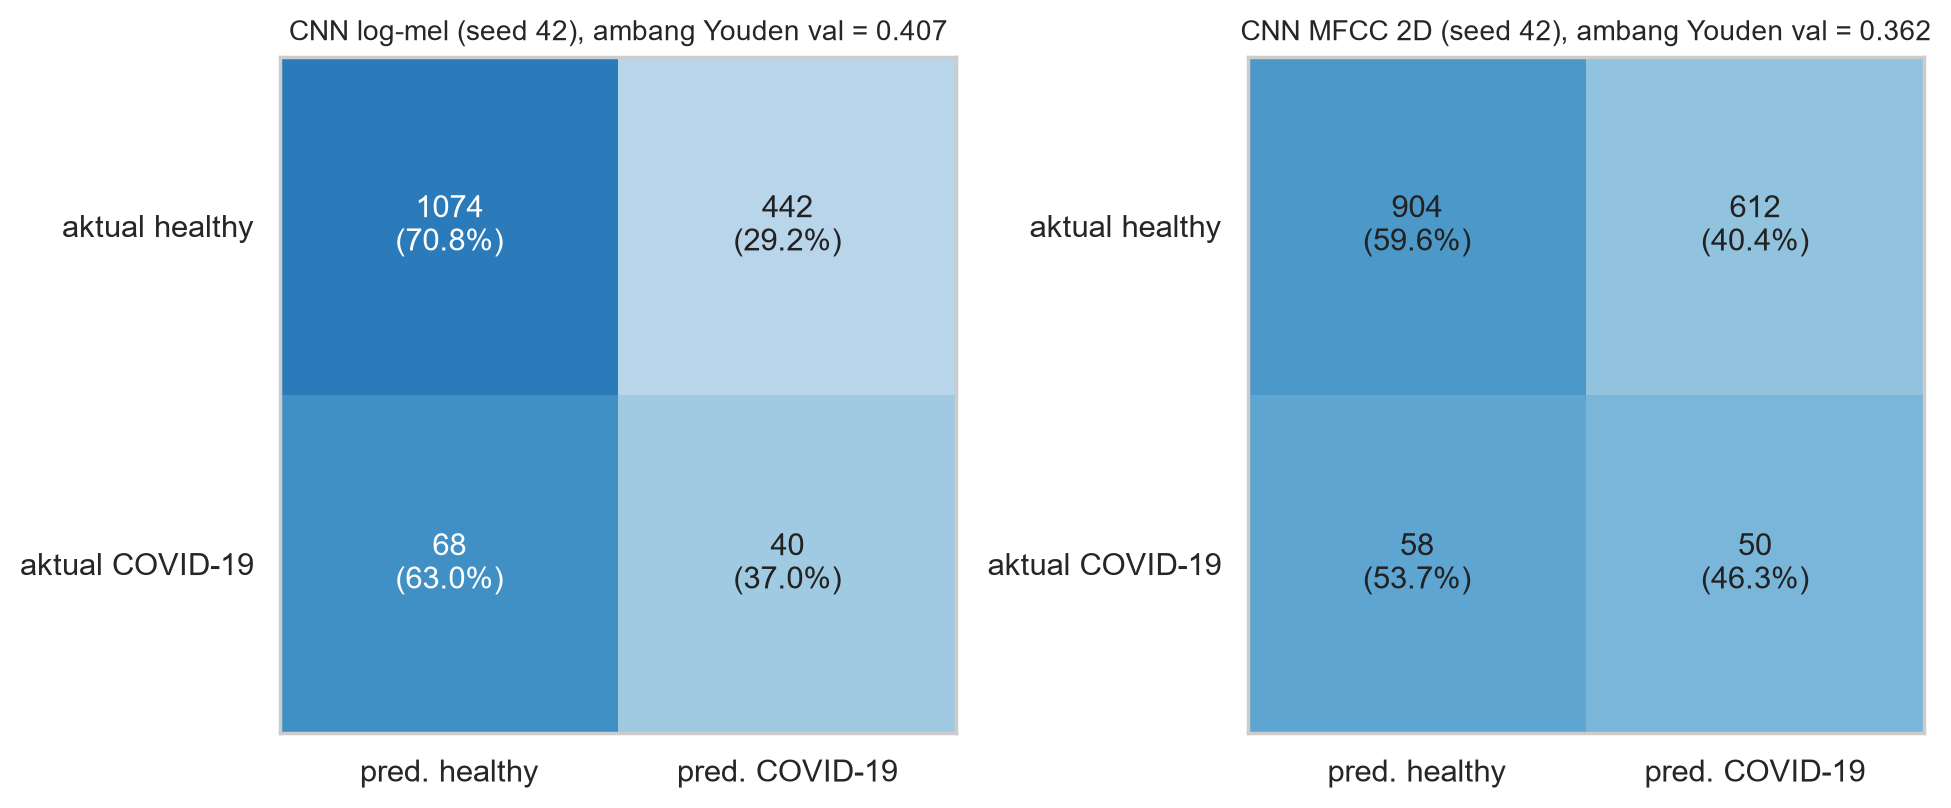 CNN log-mel (seed 42), ambang Youden val = 0.407
aktual healthy
1074
(70.8%)
442
(29.2%)
aktual COVID-19
68
(63.0%)
40
(37.0%)
pred. healthy
pred. COVID-19
CNN MFCC 2D (seed 42), ambang Youden val = 0.362
aktual healthy
904
(59.6%)
612
(40.4%)
aktual COVID-19
58
(53.7%)
50
(46.3%)
pred. healthy
pred. COVID-19